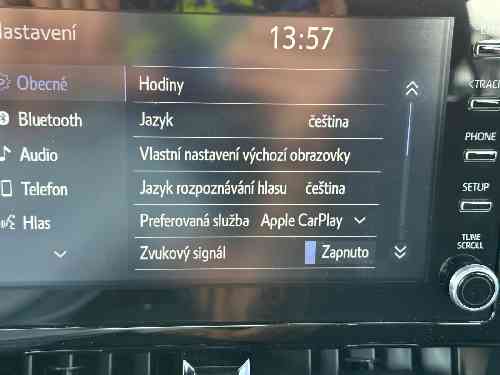 Nastavení
13:57
Obecné
Hodiny
Bluetooth
Jazyk čeština
Audio
Vlastní nastavení výchozí obrazovky
Telefon
Jazyk rozpoznávání hlasu čeština
Hlas
Preferovaná služba Apple CarPlay
Zvukový signál Zapnuto
<TRACK
PHONE
SETUP
TUNE
SCROLL